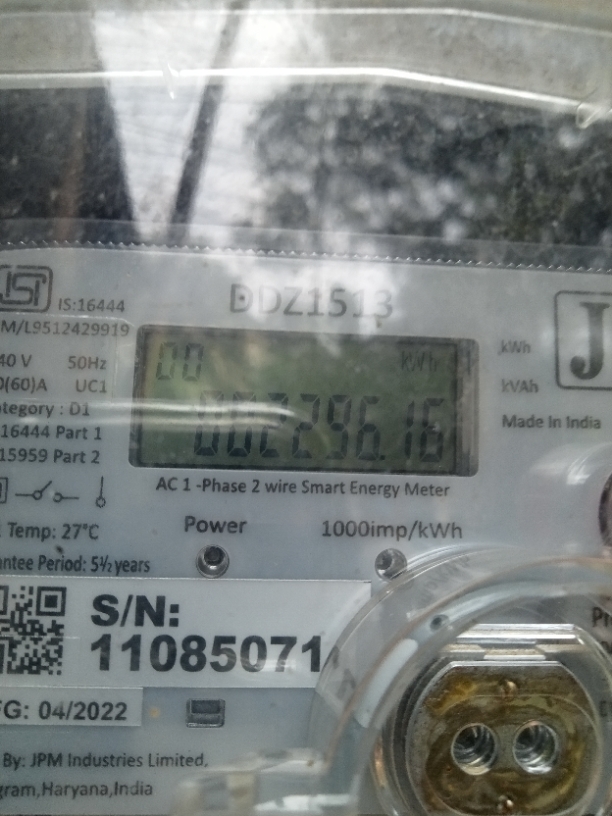 ISI IS:16444
DDZ1513
M/L9512429919
40 V 50Hz
0(60)A UC1
ategory : D1
16444 Part 1
15959 Part 2
00 kWh
002296.16
kWh
kVAh
J
Made In India
AC 1 -Phase 2 wire Smart Energy Meter
Temp: 27°C
Power 1000imp/kWh
antee Period: 5½ years
S/N:
11085071
FG: 04/2022
By: JPM Industries Limited,
gram,Haryana,India